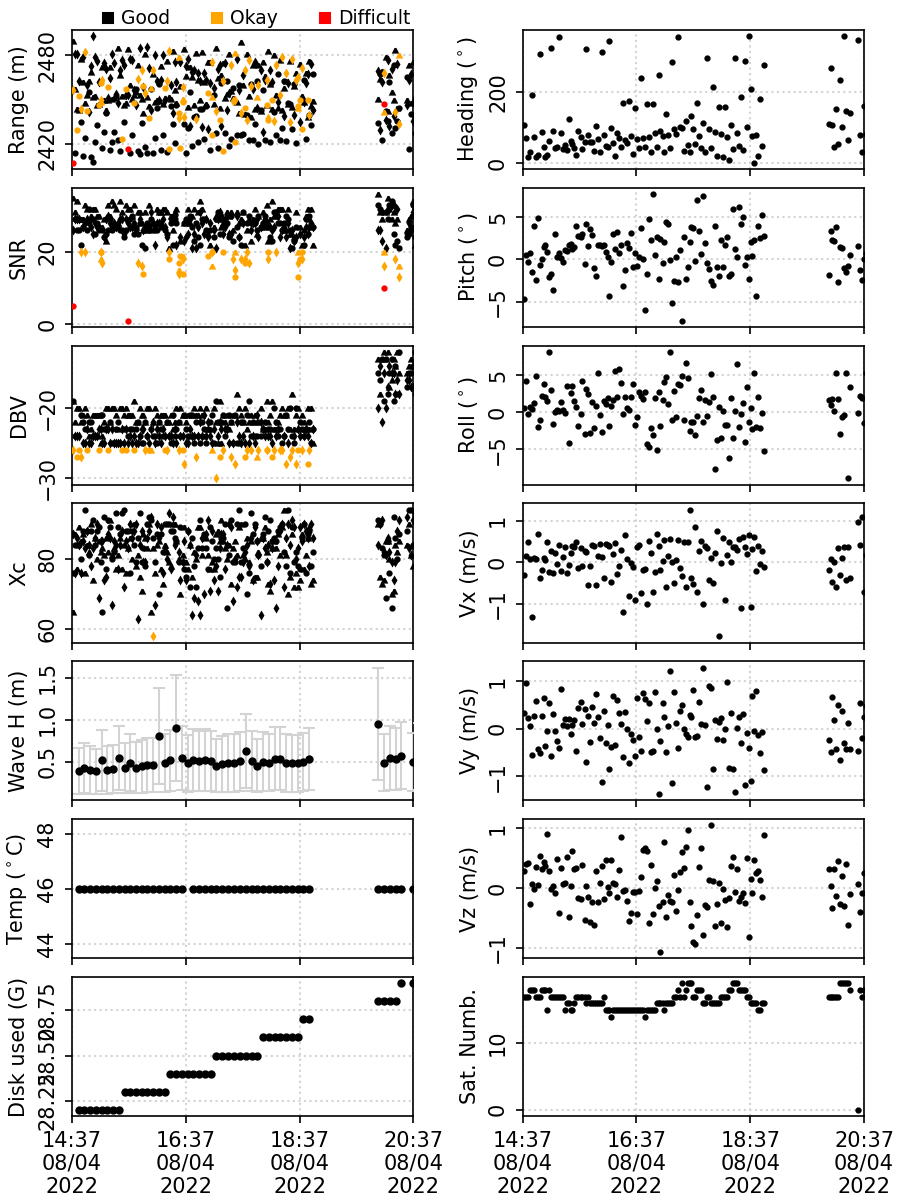 Good Okay Difficult
Range (m)
2480
2420
Heading (°)
200
0
SNR
20
0
Pitch (°)
5
0
−5
DBV
−20
−30
Roll (°)
5
0
−5
Xc
80
60
Vx (m/s)
1
0
−1
Wave H (m)
1.5
1.0
0.5
Vy (m/s)
1
0
−1
Temp (°C)
48
46
44
Vz (m/s)
1
0
−1
Disk used (G)
28.75
28.50
28.25
Sat. Numb.
10
0
14:37 16:37 18:37 20:37 14:37 16:37 18:37 20:37
08/04 08/04 08/04 08/04 08/04 08/04 08/04 08/04
2022 2022 2022 2022 2022 2022 2022 2022